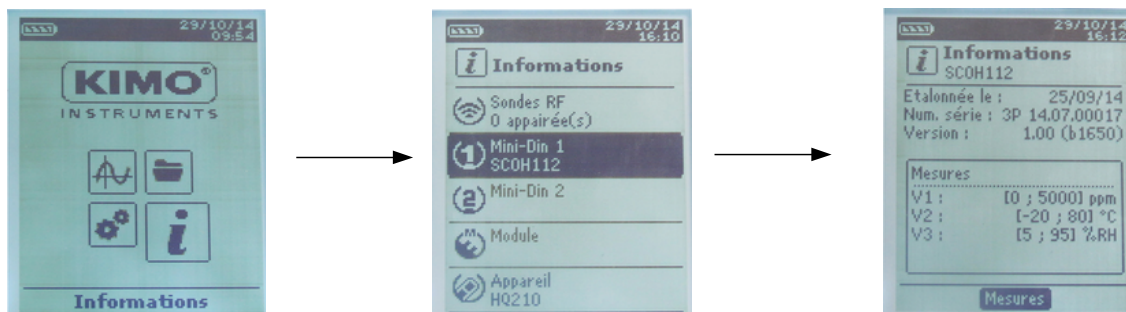 29/10/14
09:54
KIMO®
INSTRUMENTS
Informations
29/10/14
16:10
Informations
Sondes RF
0 appairée(s)
1 Mini-Din 1
SCOH112
2 Mini-Din 2
M Module
Appareil
HQ210
29/10/14
16:12
Informations
SCOH112
Etalonnée le : 25/09/14
Num. série : 3P 14.07.00017
Version : 1.00 (b1650)
Mesures
V1 : [0 ; 5000] ppm
V2 : [-20 ; 80] °C
V3 : [5 ; 95] %RH
Mesures